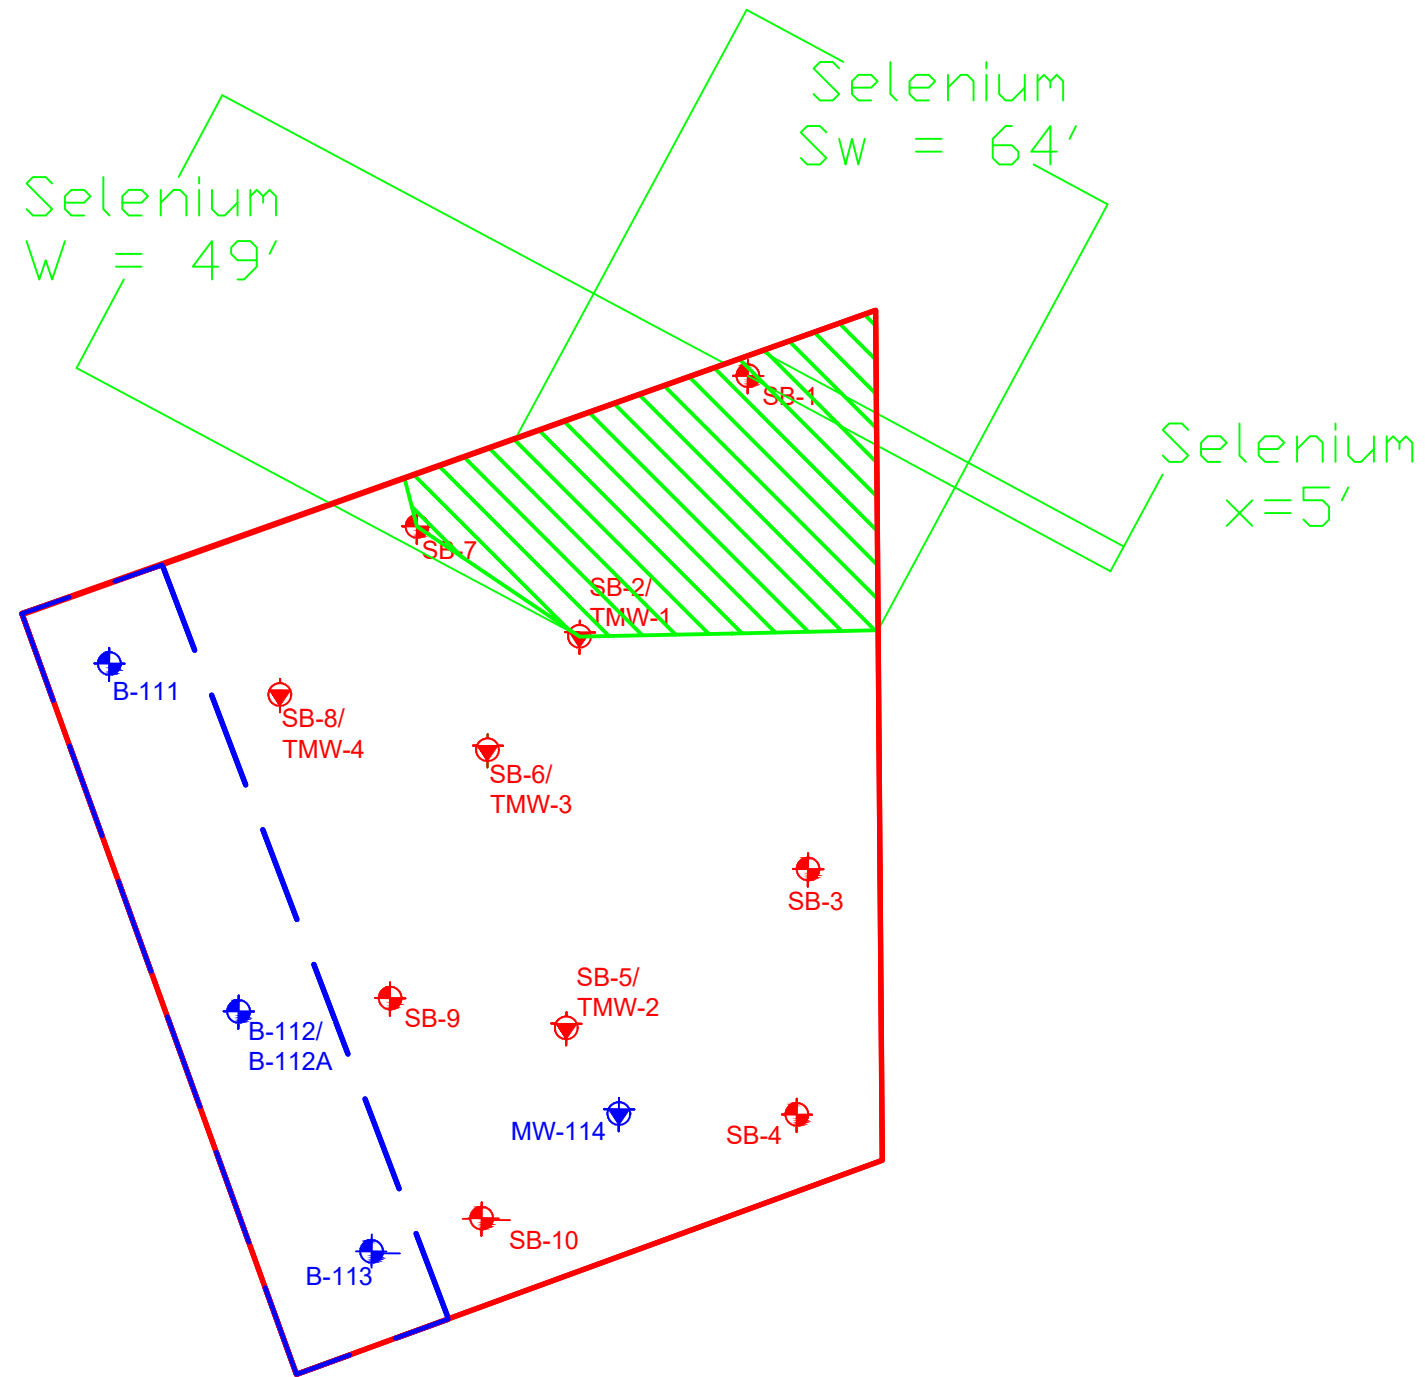 Selenium
Sw = 64'
Selenium
W = 49'
SB-1
Selenium
x=5'
SB-7
SB-2/
TMW-1
B-111
SB-8/
TMW-4
SB-6/
TMW-3
SB-3
SB-5/
TMW-2
SB-9
B-112/
B-112A
MW-114
SB-4
SB-10
B-113